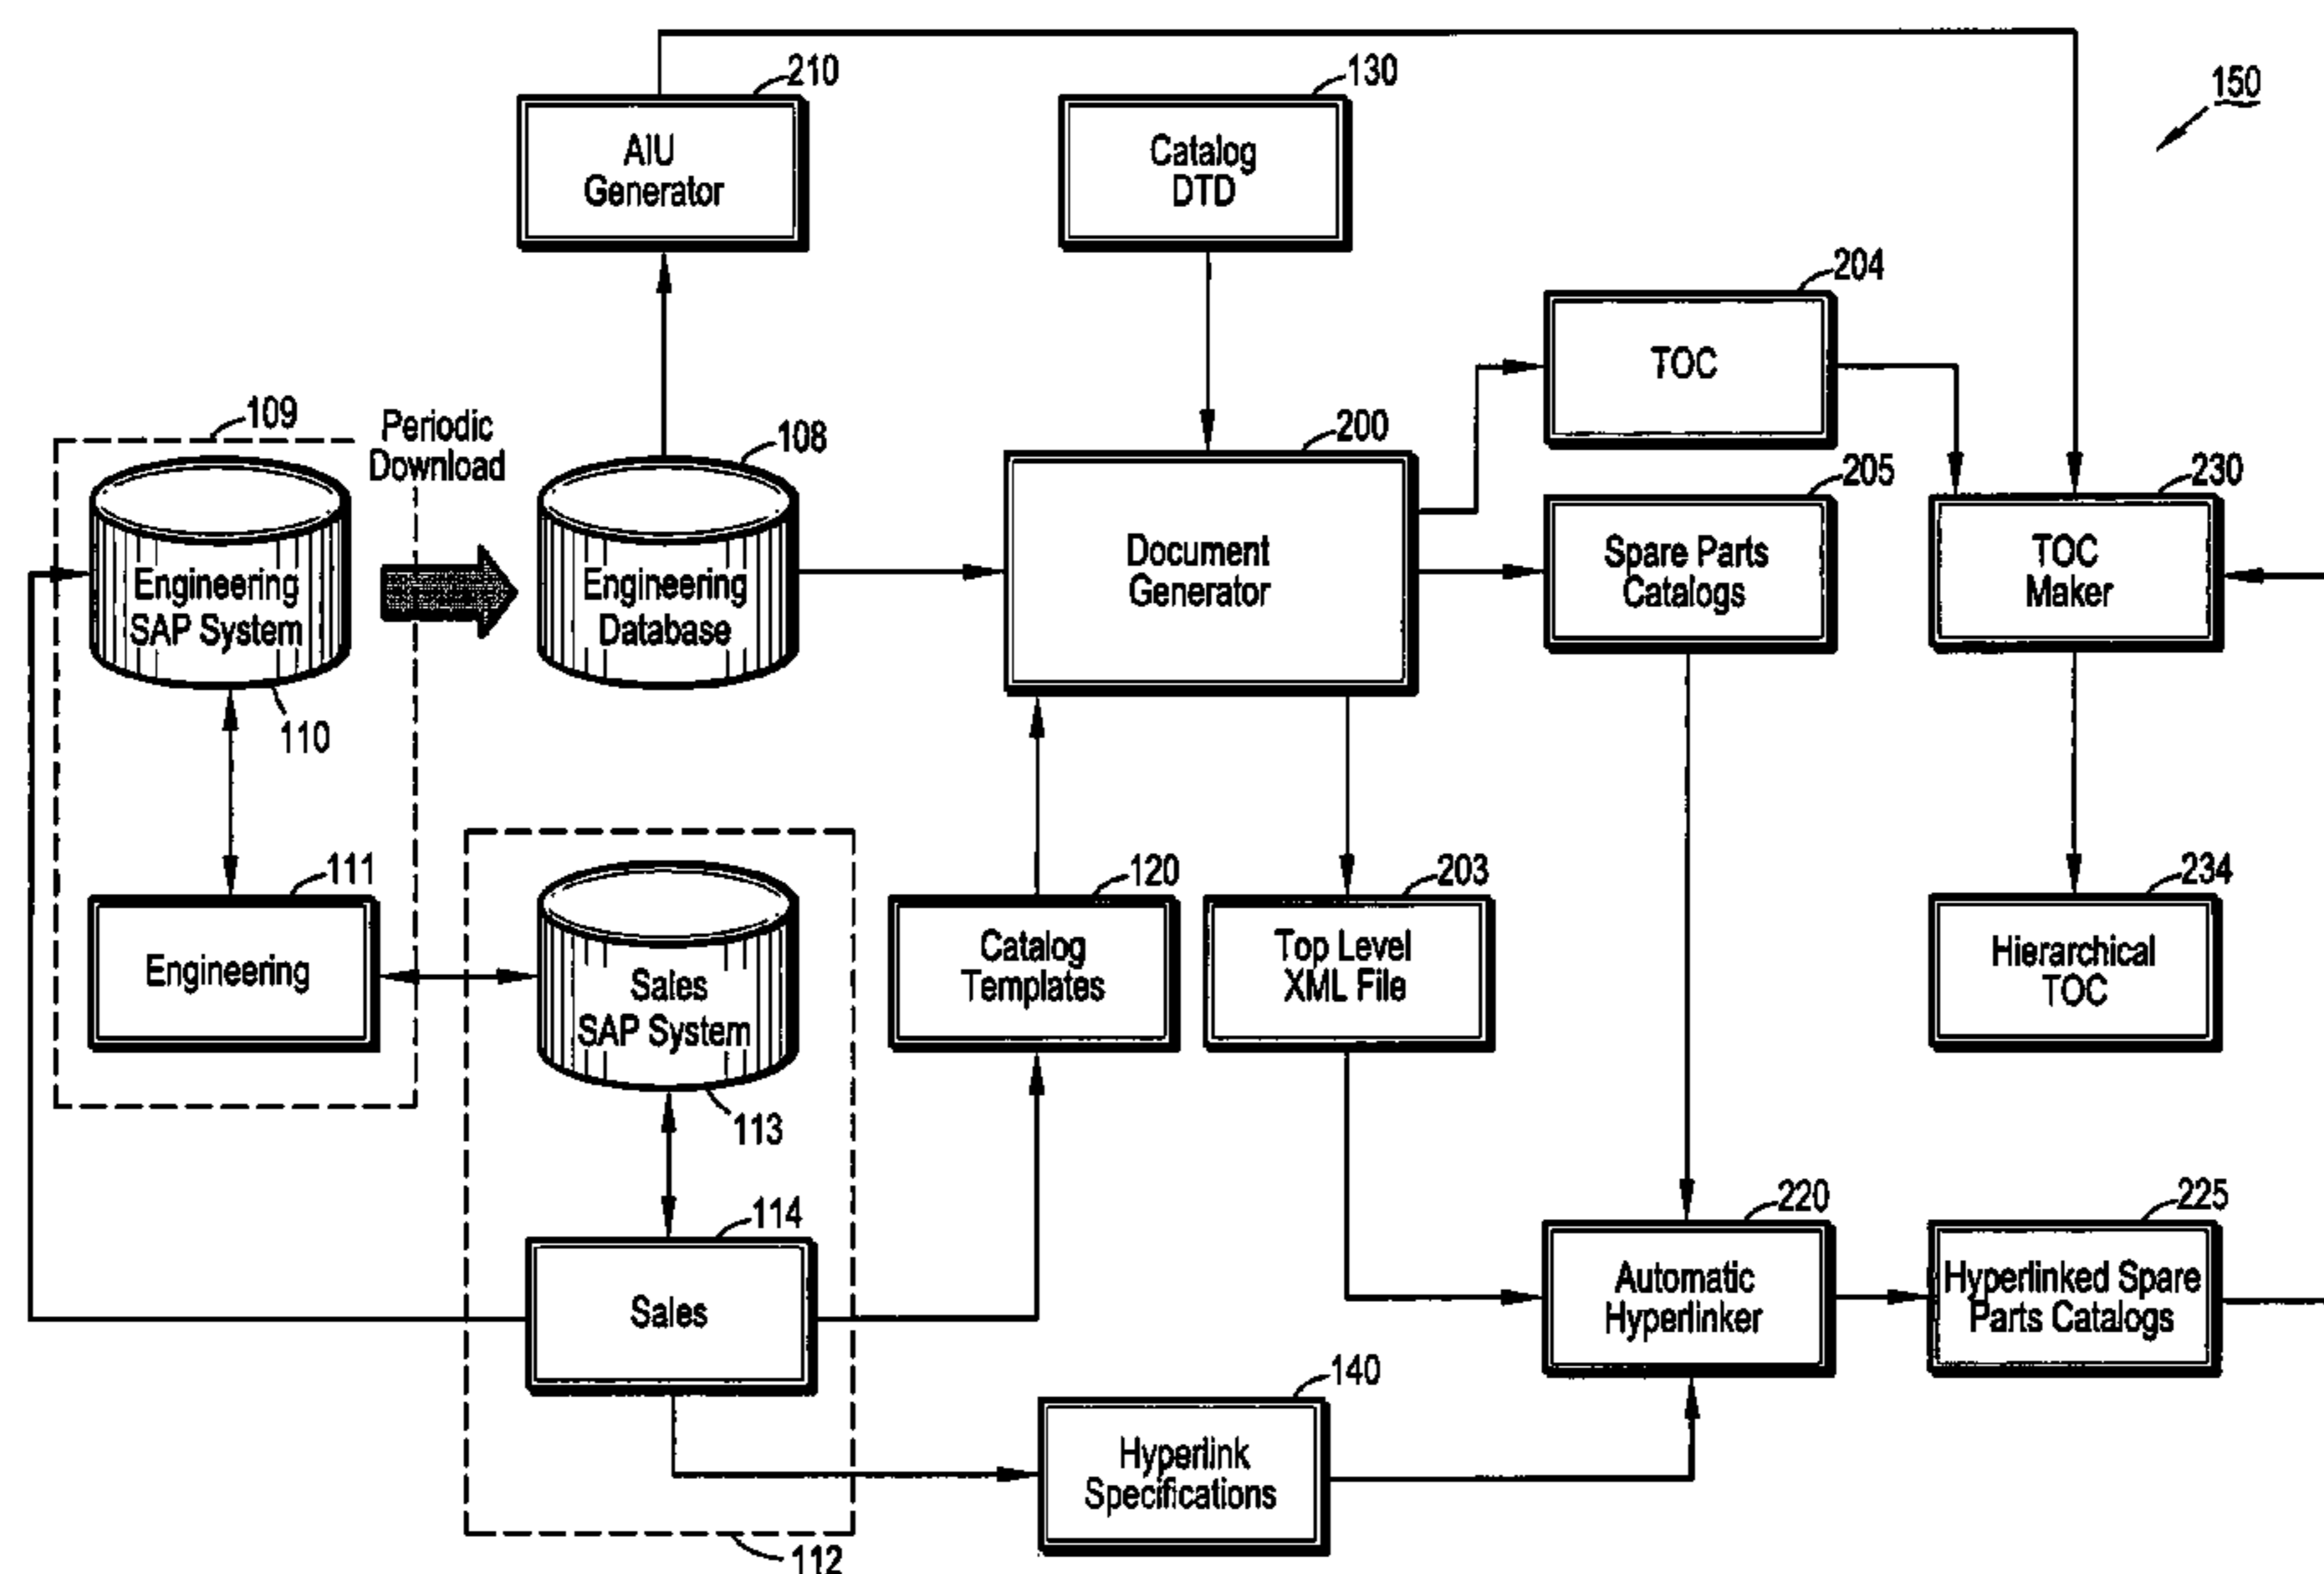 150
210
AIU
Generator
130
Catalog
DTD
204
TOC
109
Periodic
Download
108
200
205
230
Engineering
SAP System
Engineering
Database
Document
Generator
Spare Parts
Catalogs
TOC
Maker
110
111
Engineering
Sales
SAP System
113
120
Catalog
Templates
203
Top Level
XML File
234
Hierarchical
TOC
114
Sales
220
Automatic
Hyperlinker
225
Hyperlinked Spare
Parts Catalogs
140
Hyperlink
Specifications
112